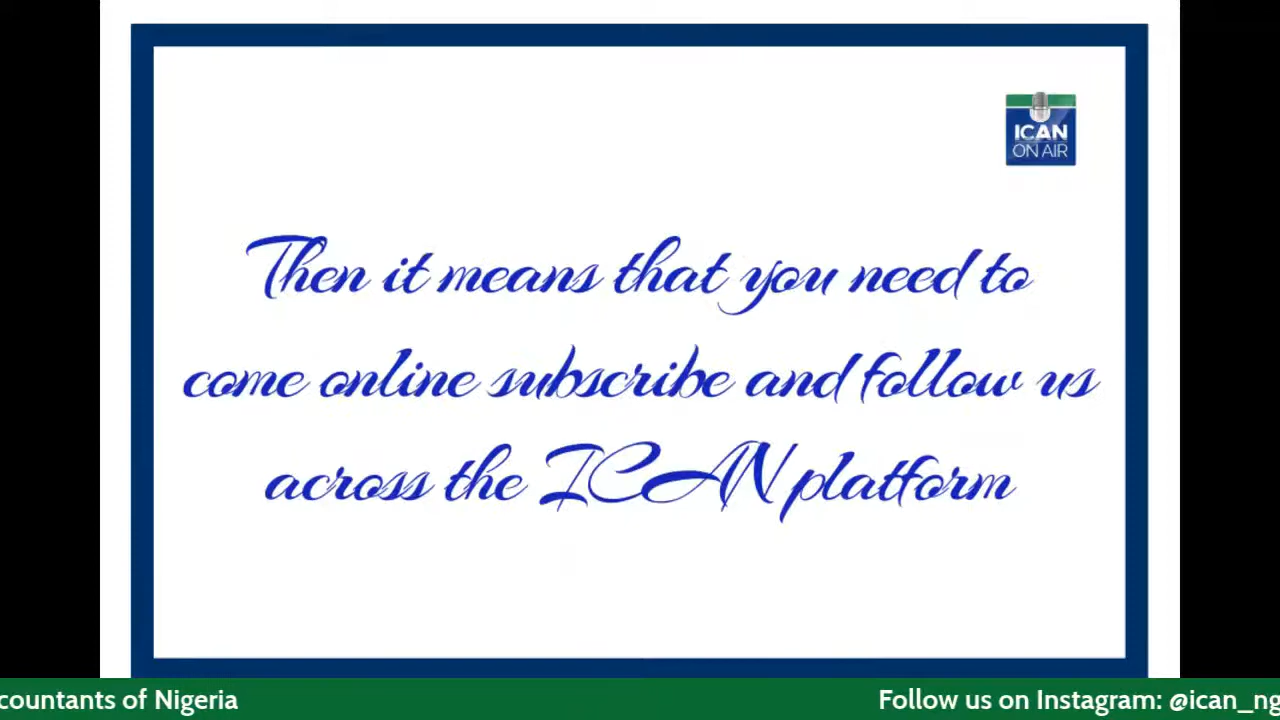 ICAN
ON AIR
Then it means that you need to
come online subscribe and follow us
across the ICAN platform
countants of Nigeria
Follow us on Instagram: @ican_ng